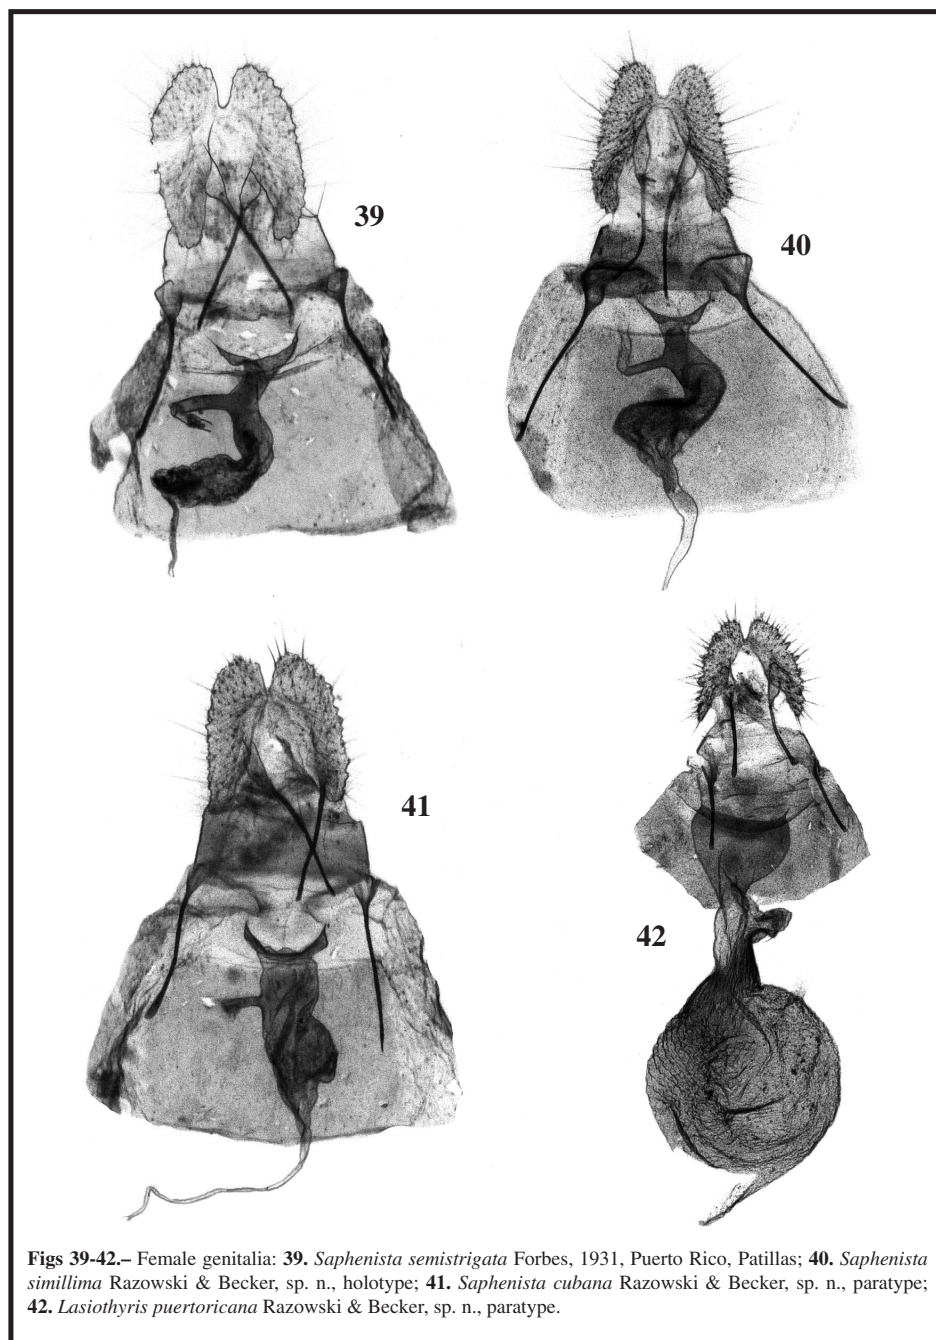 39
40
41
42
Figs 39-42.– Female genitalia: 39. Saphenista semistrigata Forbes, 1931, Puerto Rico, Patillas; 40. Saphenista
simillima Razowski & Becker, sp. n., holotype; 41. Saphenista cubana Razowski & Becker, sp. n., paratype;
42. Lasiothyris puertoricana Razowski & Becker, sp. n., paratype.